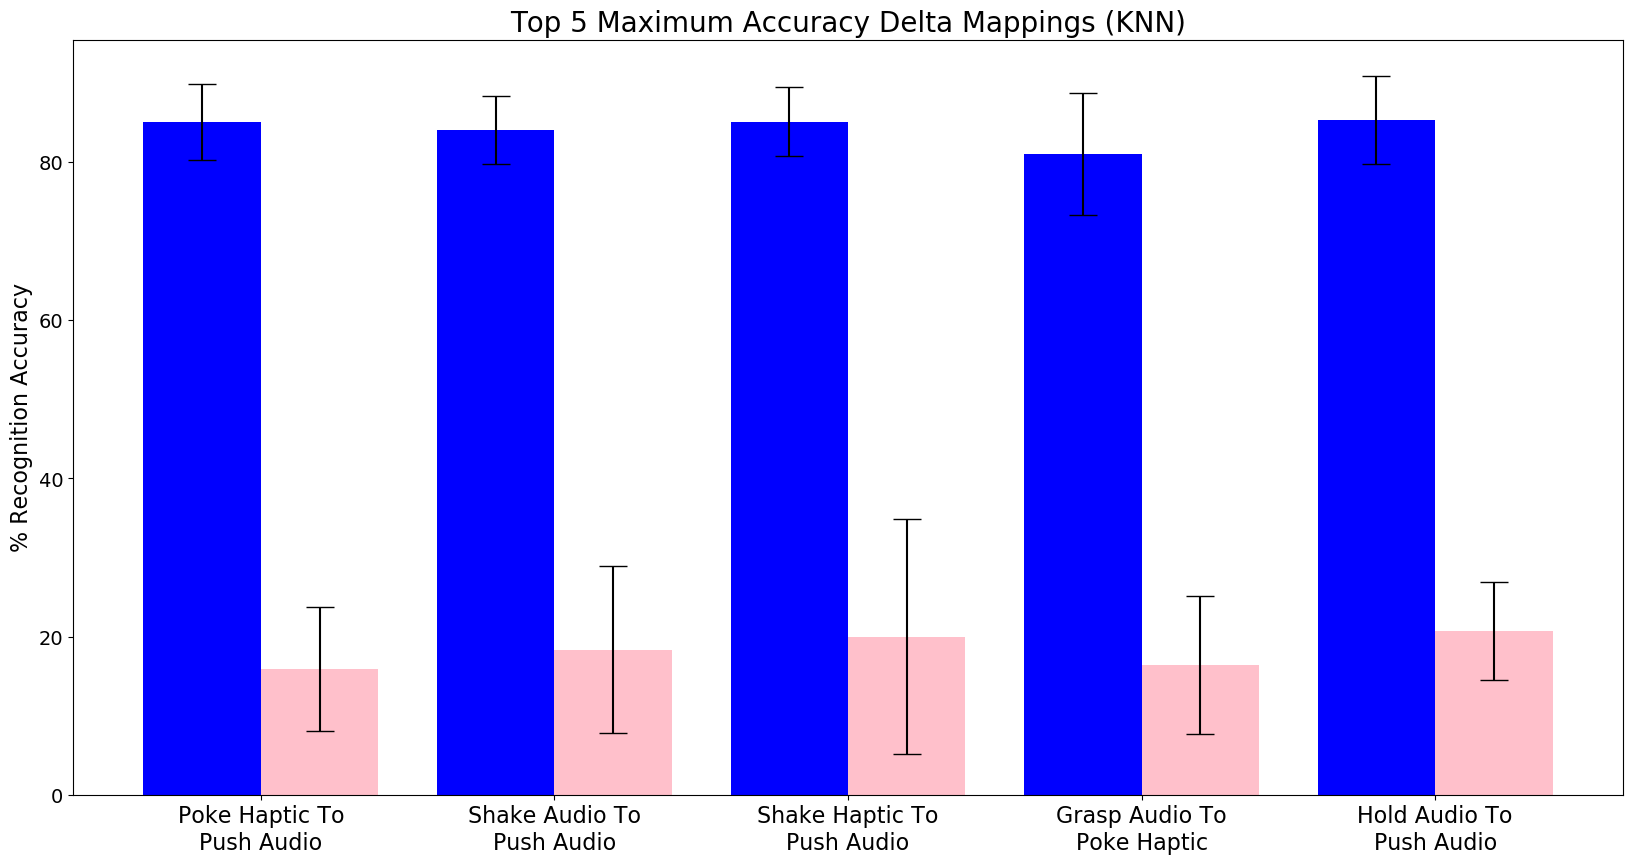 Top 5 Maximum Accuracy Delta Mappings (KNN)
% Recognition Accuracy
80
60
40
20
0
Poke Haptic To
Push Audio
Shake Audio To
Push Audio
Shake Haptic To
Push Audio
Grasp Audio To
Poke Haptic
Hold Audio To
Push Audio